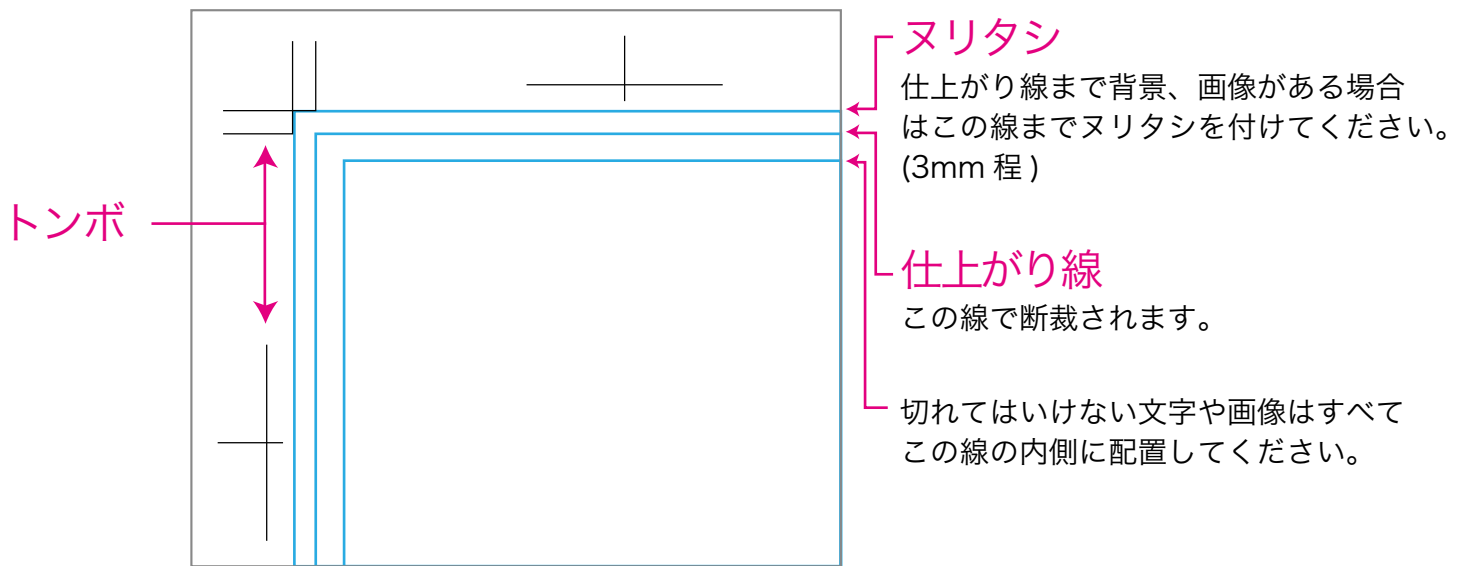 ヌリタシ
仕上がり線まで背景、画像がある場合
はこの線までヌリタシを付けてください。
(3mm 程 )
トンボ
仕上がり線
この線で断裁されます。
切れてはいけない文字や画像はすべて
この線の内側に配置してください。